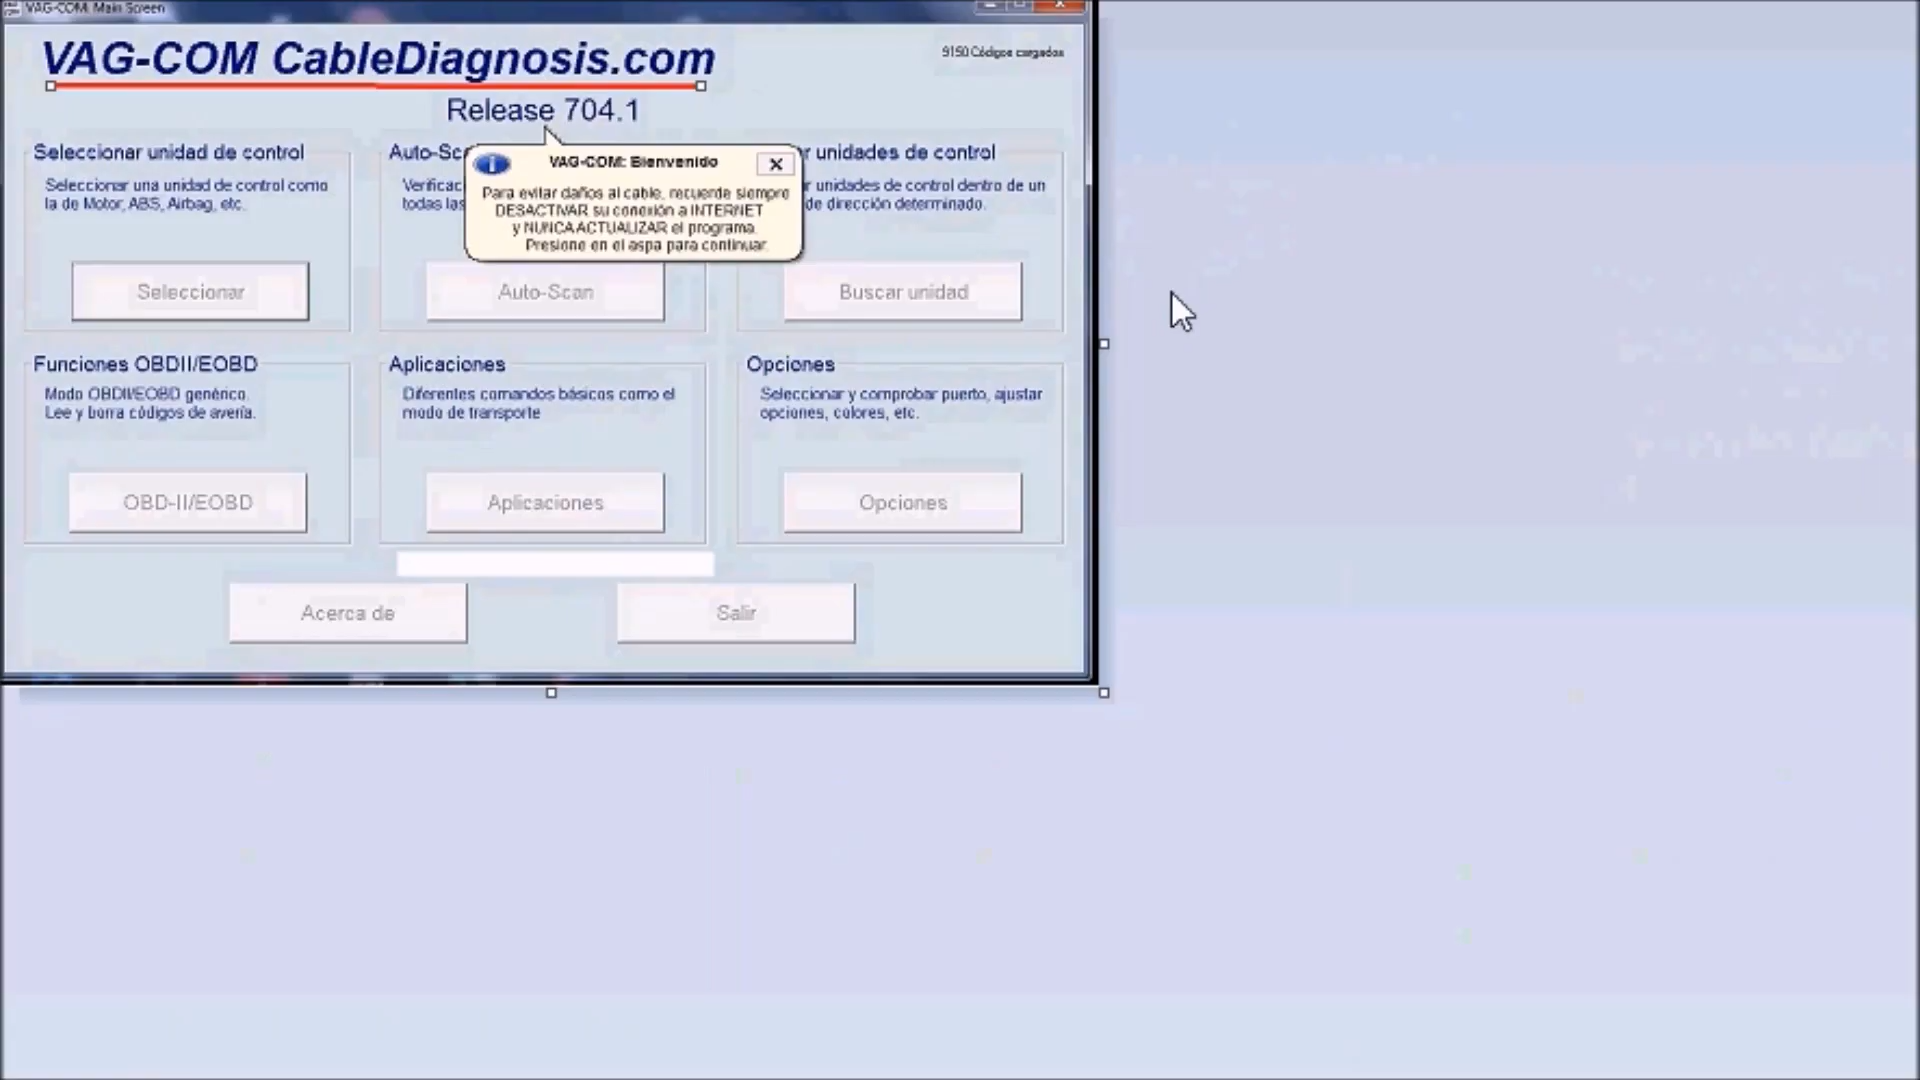 VAG-COM: Main Screen
VAG-COM CableDiagnosis.com
9150 Códigos cargados
Release 704.1
Seleccionar unidad de control
Seleccionar una unidad de control como
la de Motor, ABS, Airbag, etc.
Seleccionar
Auto-Sc
Verificac
todas las
Auto-Scan
VAG-COM: Bienvenido
Para evitar daños al cable, recuerde siempre
DESACTIVAR su conexión a INTERNET
y NUNCA ACTUALIZAR el programa.
Presione en el aspa para continuar.
r unidades de control
r unidades de control dentro de un
de dirección determinado.
Buscar unidad
Funciones OBDII/EOBD
Modo OBDII/EOBD genérico.
Lee y borra códigos de avería.
OBD-II/EOBD
Aplicaciones
Diferentes comandos básicos como el
modo de transporte
Aplicaciones
Opciones
Seleccionar y comprobar puerto, ajustar
opciones, colores, etc.
Opciones
Acerca de
Salir